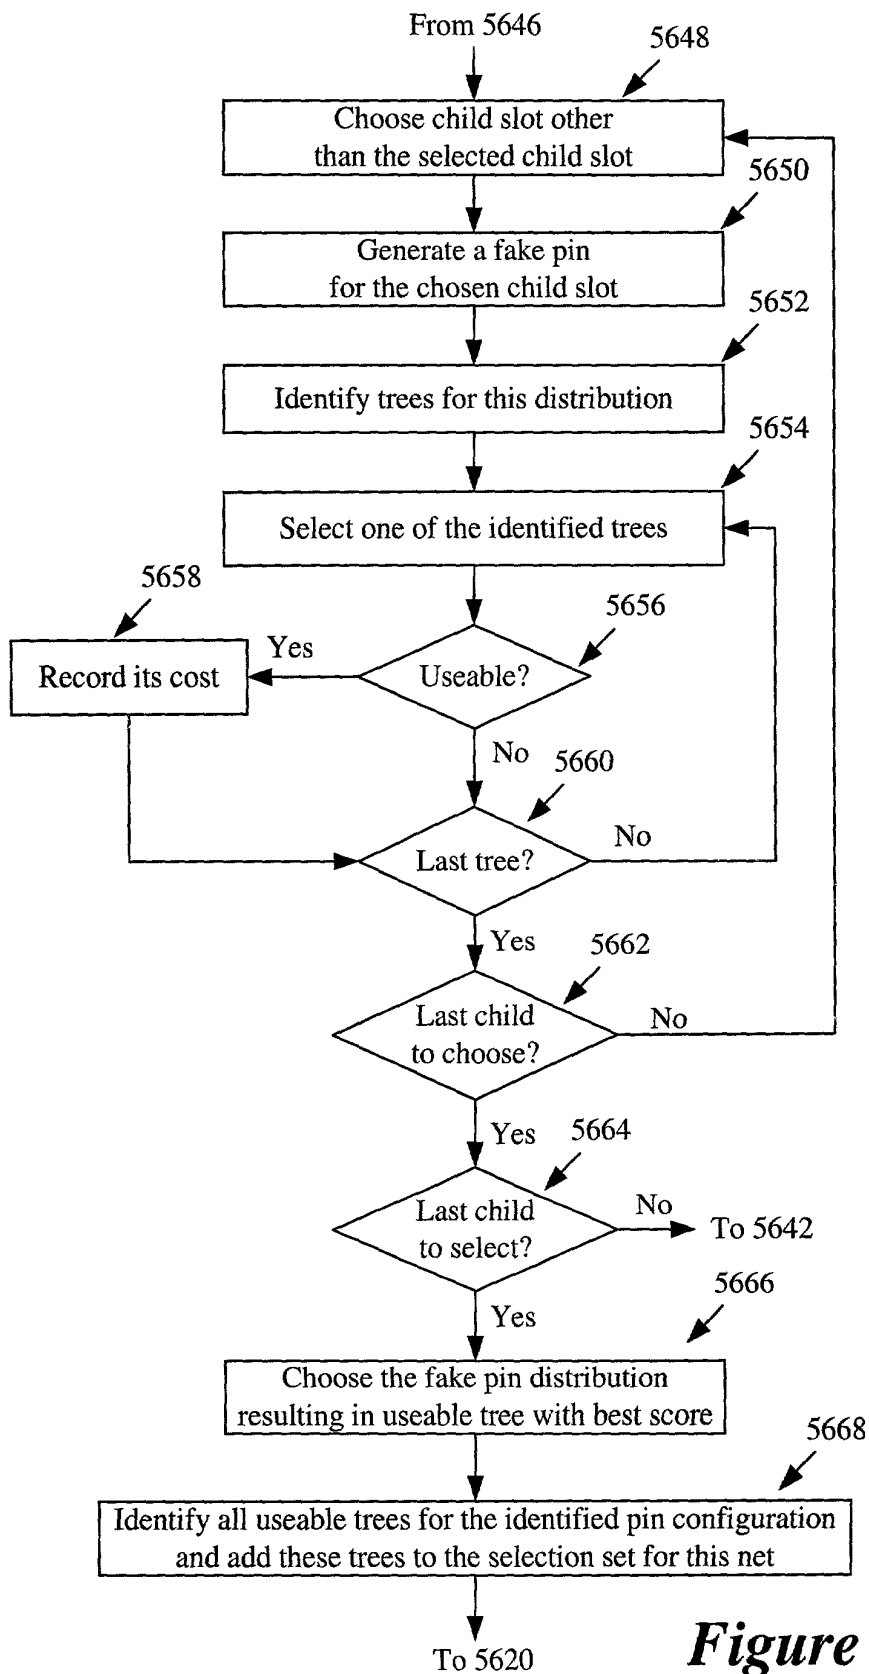 From 5646
5648
Choose child slot other
than the selected child slot
5650
Generate a fake pin
for the chosen child slot
5652
Identify trees for this distribution
5654
Select one of the identified trees
5658
5656
Yes
Record its cost
Useable?
No
5660
No
Last tree?
Yes
5662
Last child
to choose?
No
Yes
5664
Last child
to select?
No
To 5642
Yes
5666
Choose the fake pin distribution
resulting in useable tree with best score
5668
Identify all useable trees for the identified pin configuration
and add these trees to the selection set for this net
To 5620
Figure